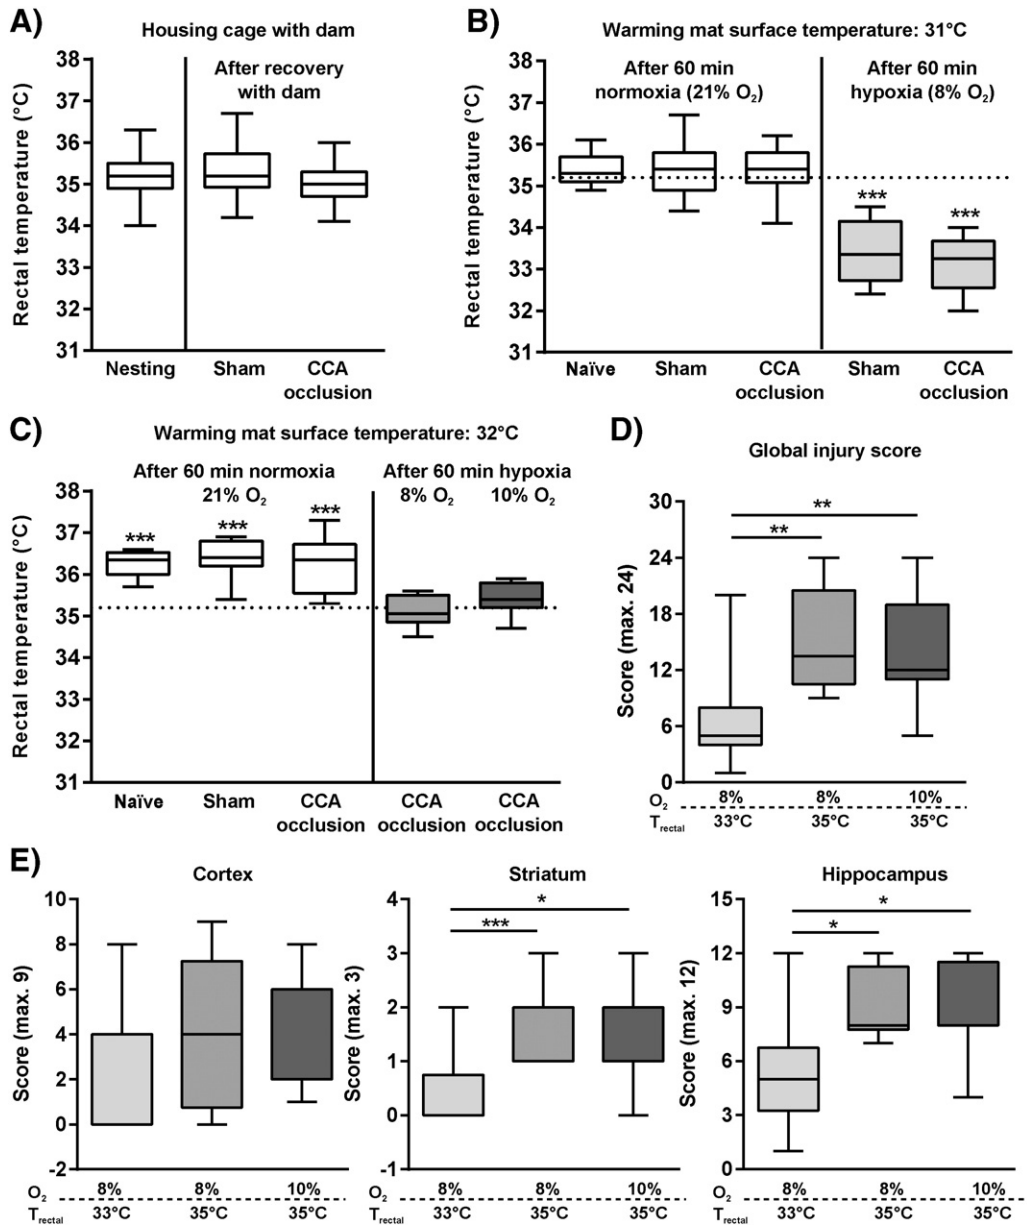 A)
Housing cage with dam
After recovery
with dam
Rectal temperature (°C)
38
37
36
35
34
33
32
31
Nesting
Sham
CCA
occlusion
B)
Warming mat surface temperature: 31°C
After 60 min
normoxia (21% O2)
After 60 min
hypoxia (8% O2)
Rectal temperature (°C)
38
37
36
35
34
33
32
31
***
***
Naïve
Sham
CCA
occlusion
Sham
CCA
occlusion
C)
Warming mat surface temperature: 32°C
After 60 min normoxia
21% O2
After 60 min hypoxia
8% O2
10% O2
Rectal temperature (°C)
38
37
36
35
34
33
32
31
***
***
***
Naïve
Sham
CCA
occlusion
CCA
occlusion
CCA
occlusion
D)
Global injury score
Score (max. 24)
30
24
18
12
6
0
**
**
O2
8%
8%
10%
Trectal
33°C
35°C
35°C
E)
Cortex
Score (max. 9)
10
8
6
4
2
0
-2
O2
8%
8%
10%
Trectal
33°C
35°C
35°C
Striatum
Score (max. 3)
4
3
2
1
0
-1
*
***
O2
8%
8%
10%
Trectal
33°C
35°C
35°C
Hippocampus
Score (max. 12)
15
12
9
6
3
0
*
*
O2
8%
8%
10%
Trectal
33°C
35°C
35°C